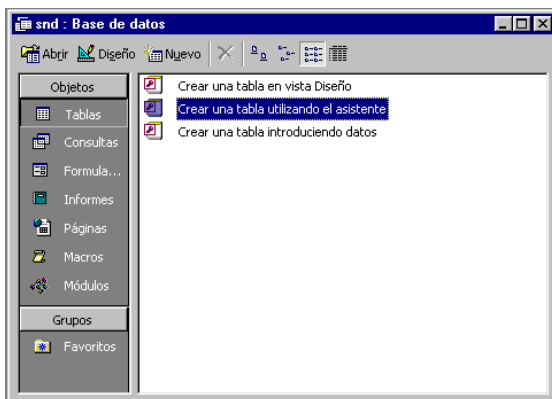 snd : Base de datos
Abrir Diseño Nuevo
Objetos
Tablas
Consultas
Formula...
Informes
Páginas
Macros
Módulos
Grupos
Favoritos
Crear una tabla en vista Diseño
Crear una tabla utilizando el asistente
Crear una tabla introduciendo datos